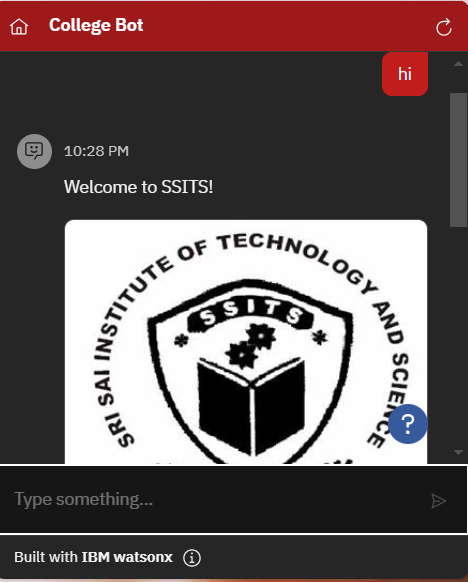 College Bot
hi
10:28 PM
Welcome to SSITS!
SRI SAI INSTITUTE OF TECHNOLOGY AND SCIENCE
SSITS
?
Type something...
Built with IBM watsonx